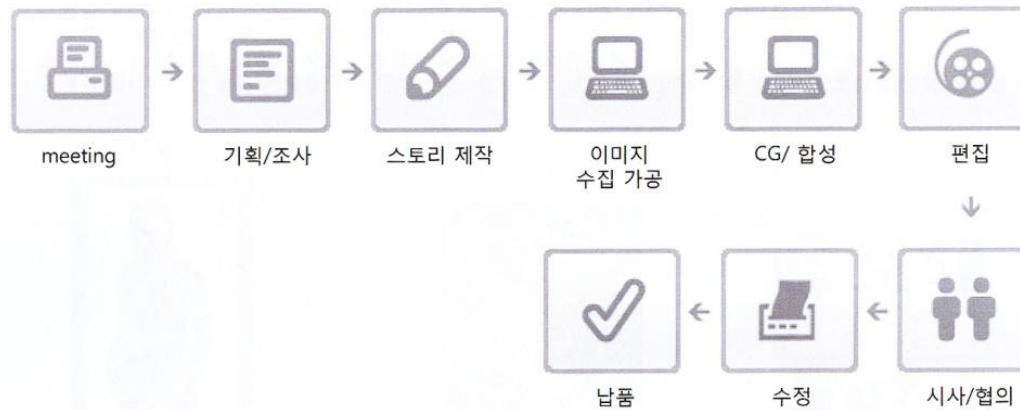 meeting
기획/조사
스토리 제작
이미지
수집 가공
CG/ 합성
편집
시사/협의
수정
납품